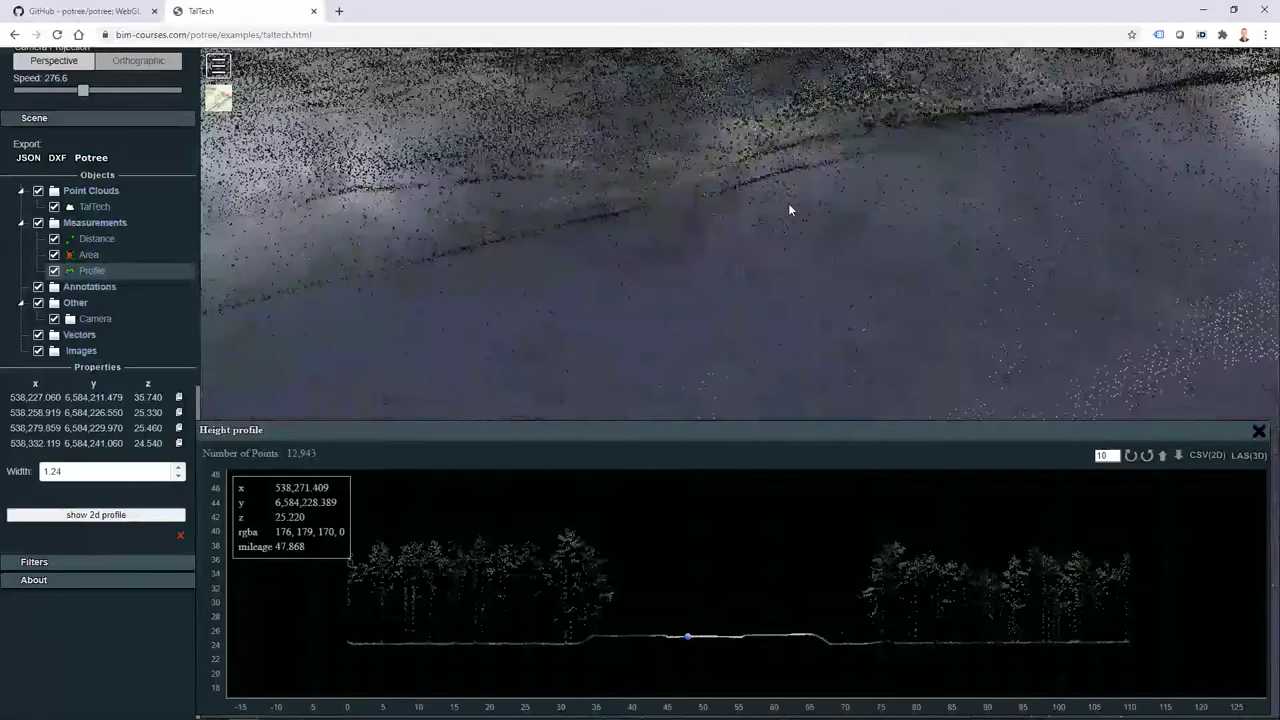 GitHub - potree/potree: WebGl.
TalTech
bim-courses.com/potree/examples/taltech.html
Camera Projection
Perspective
Orthographic
Speed: 276.6
Scene
Export:
JSON DXF Potree
Objects
Point Clouds
TalTech
Measurements
Distance
Area
Profile
Annotations
Other
Camera
Vectors
Images
Properties
x y z
538,227.060 6,584,211.479 35.740
538,258.919 6,584,226.550 25.330
538,279.859 6,584,229.970 25.460
538,332.119 6,584,241.060 24.540
Width: 1.24
show 2d profile
Filters
About
Height profile
Number of Points: 12,943
10 CSV(2D) LAS(3D)
x 538,271.409
y 6,584,228.389
z 25.220
rgba 176, 179, 170, 0
mileage 47.868
48
46
44
42
40
38
36
34
32
30
28
26
24
22
20
18
-15 -10 -5 0 5 10 15 20 25 30 35 40 45 50 55 60 65 70 75 80 85 90 95 100 105 110 115 120 125